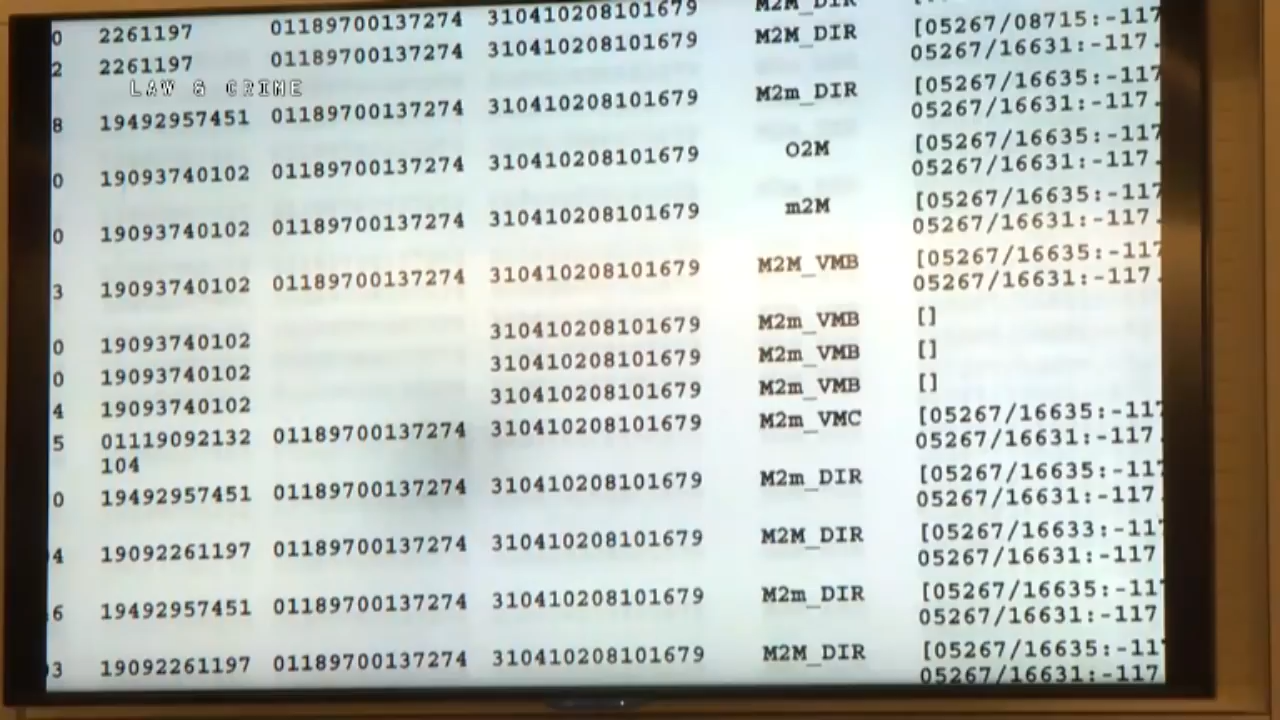 0 2261197 01189700137274 310410208101679 M2M_DIR [05267/08715:-117
2 2261197 01189700137274 310410208101679 M2M_DIR 05267/16631:-117.
LAW & CRIME
8 19492957451 01189700137274 310410208101679 M2m_DIR [05267/16635:-117
05267/16631:-117.
0 19093740102 01189700137274 310410208101679 O2M [05267/16635:-117
05267/16631:-117.
0 19093740102 01189700137274 310410208101679 m2M [05267/16635:-117
05267/16631:-117.
3 19093740102 01189700137274 310410208101679 M2M_VMB [05267/16635:-117
05267/16631:-117.
0 19093740102 310410208101679 M2m_VMB []
0 19093740102 310410208101679 M2m_VMB []
4 19093740102 310410208101679 M2m_VMB []
5 01119092132 01189700137274 310410208101679 M2m_VMC [05267/16635:-117
104 05267/16631:-117.
0 19492957451 01189700137274 310410208101679 M2m_DIR [05267/16635:-117
05267/16631:-117.
4 19092261197 01189700137274 310410208101679 M2M_DIR [05267/16633:-117
05267/16631:-117
6 19492957451 01189700137274 310410208101679 M2m_DIR [05267/16635:-117
05267/16631:-117
3 19092261197 01189700137274 310410208101679 M2M_DIR [05267/16635:-11
05267/16631:-117